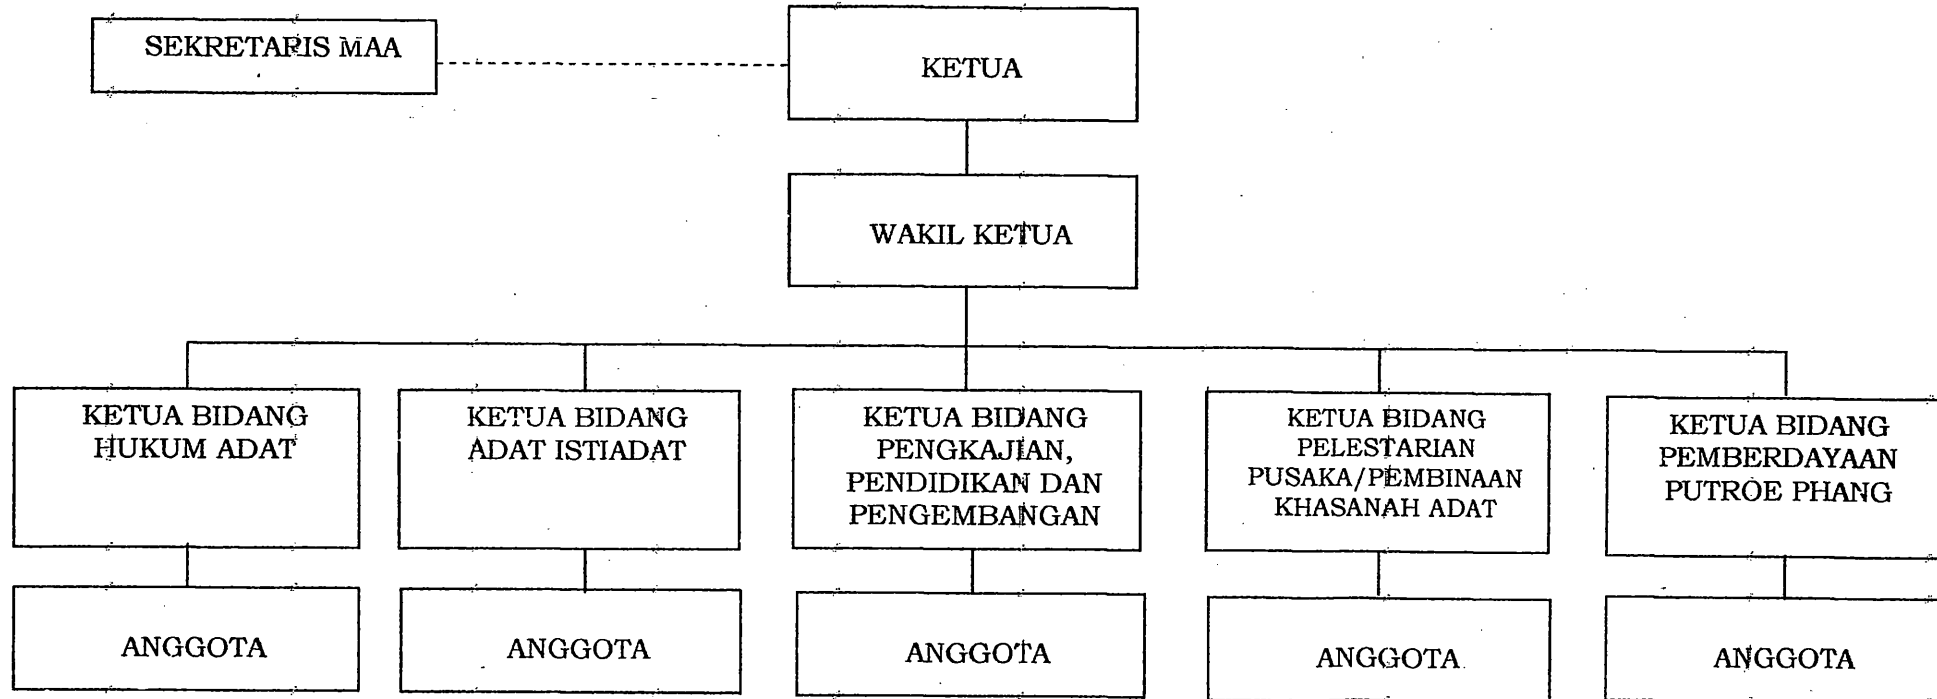 SEKRETARIS MAA
KETUA
WAKIL KETUA
KETUA BIDANG
HUKUM ADAT
KETUA BIDANG
ADAT ISTIADAT
KETUA BIDANG
PENGKAJIAN,
PENDIDIKAN DAN
PENGEMBANGAN
KETUA BIDANG
PELESTARIAN
PUSAKA/PEMBINAAN
KHASANAH ADAT
KETUA BIDANG
PEMBERDAYAAN
PUTROE PHANG
ANGGOTA
ANGGOTA
ANGGOTA
ANGGOTA
ANGGOTA